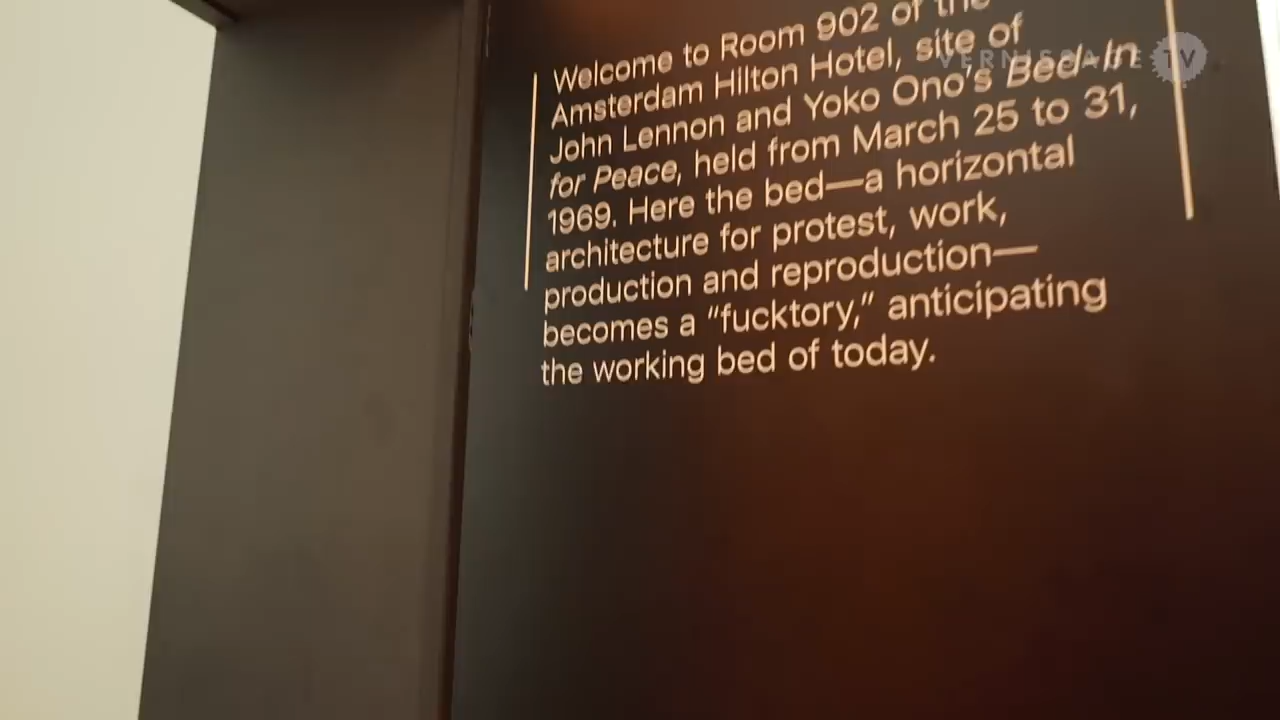 Welcome to Room 902 of the
Amsterdam Hilton Hotel, site of
John Lennon and Yoko Ono's Bed-In
for Peace, held from March 25 to 31,
1969. Here the bed—a horizontal
architecture for protest, work,
production and reproduction—
becomes a "fucktory," anticipating
the working bed of today.
VERNISSAGE TV